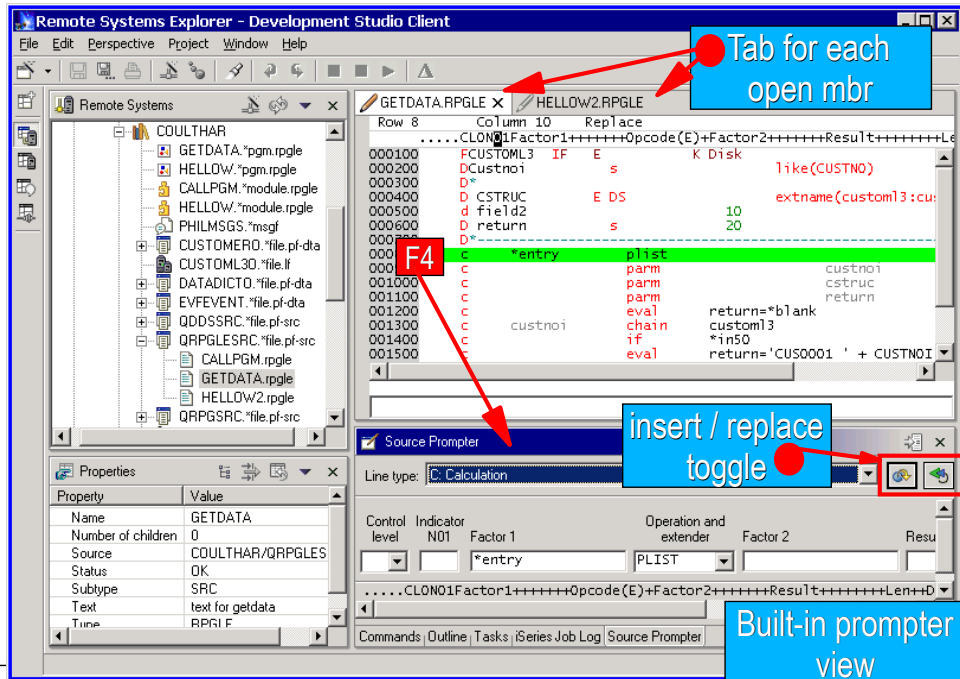 Remote Systems Explorer - Development Studio Client
File Edit Perspective Project Window Help
Tab for each
open mbr
Remote Systems
COULTHAR
GETDATA.*pgm.rpgle
HELLOW.*pgm.rpgle
CALLPGM.*module.rpgle
HELLOW.*module.rpgle
PHILMSGS.*msgf
CUSTOMERO.*file.pf-dta
CUSTOML3O.*file.lf
DATADICTO.*file.pf-dta
EVFEVENT.*file.pf-dta
QDDSSRC.*file.pf-src
QRPGLESRC.*file.pf-src
CALLPGM.rpgle
GETDATA.rpgle
HELLOW2.rpgle
QRPGSRC.*file.pf-src
GETDATA.RPGLE
HELLOW2.RPGLE
Row 8 Column 10 Replace
.....CLON01Factor1+++++++Opcode(E)+Factor2+++++++Result++++++++Le
000100 FCUSTOML3 IF E K Disk
000200 DCustnoi s like(CUSTNO)
000300 D*
000400 D CSTRUC E DS extname(customl3:cu
000500 d field2 10
000600 D return s 20
D*
*entry plist
c parm custnoi
001000 c parm cstruc
001100 c parm return
001200 c eval return=*blank
001300 c custnoi chain customl3
001400 c if *in50
001500 c eval return='CUS0001 ' + CUSTNOI
F4
insert / replace
toggle
Source Prompter
Line type: C: Calculation
Control level
Indicator N01
Factor 1
Operation and extender
Factor 2
Resu
*entry
PLIST
.....CLON01Factor1+++++++Opcode(E)+Factor2+++++++Result++++++++Len++D
Commands Outline Tasks iSeries Job Log Source Prompter
Built-in prompter
view
Properties
Property Value
Name GETDATA
Number of children 0
Source COULTHAR/QRPGLES
Status OK
Subtype SRC
Text text for getdata
Type RPGLE